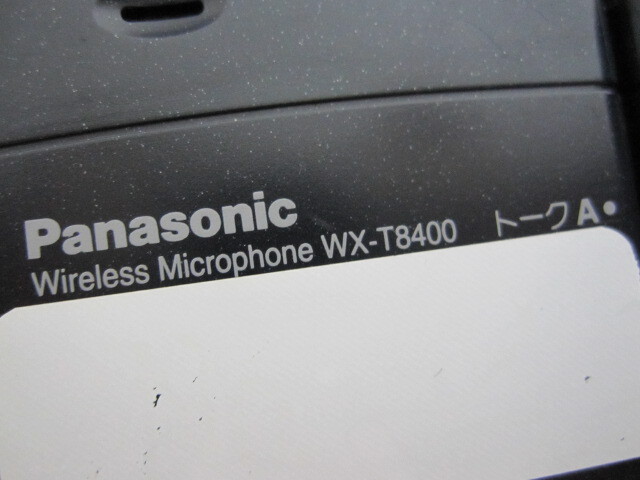 Panasonic
Wireless Microphone WX-T8400 トークA